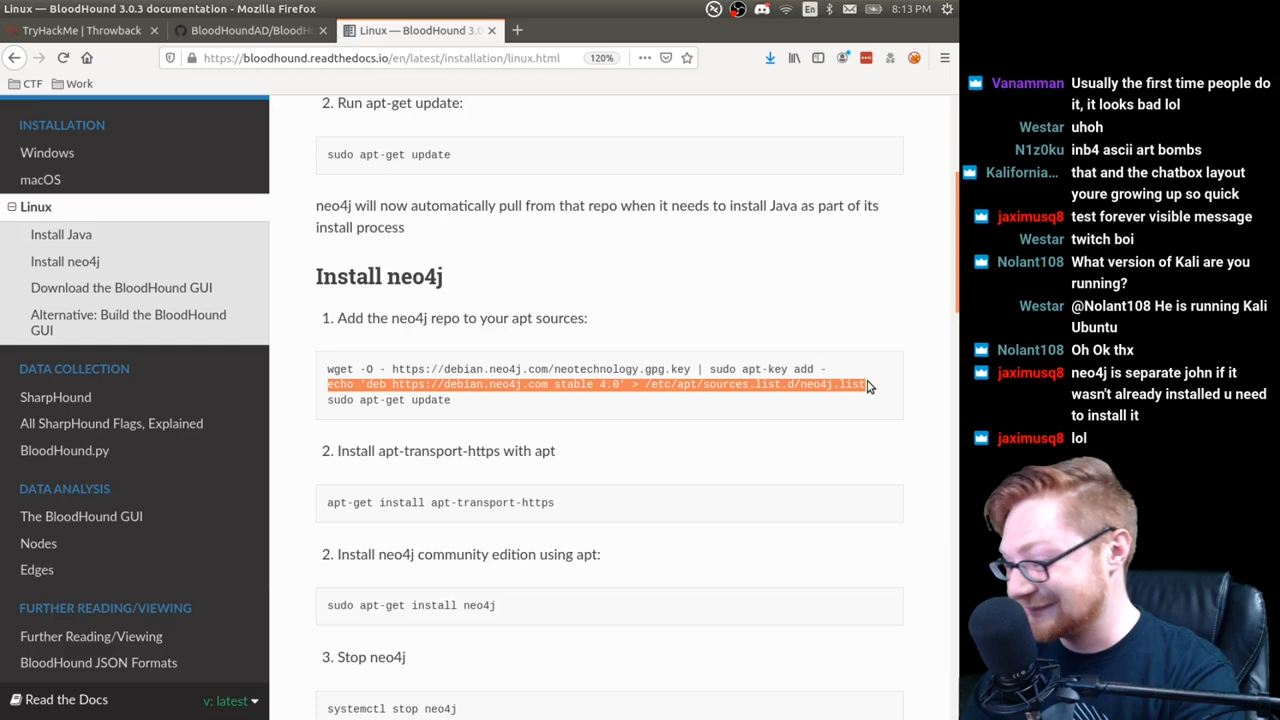 Linux — BloodHound 3.0.3 documentation - Mozilla Firefox
En
8:13 PM
TryHackMe | Throwback
BloodHoundAD/BloodH
Linux — BloodHound 3.0
https://bloodhound.readthedocs.io/en/latest/installation/linux.html
120%
CTF
Work
INSTALLATION
Windows
macOS
Linux
Install Java
Install neo4j
Download the BloodHound GUI
Alternative: Build the BloodHound
GUI
DATA COLLECTION
SharpHound
All SharpHound Flags, Explained
BloodHound.py
DATA ANALYSIS
The BloodHound GUI
Nodes
Edges
FURTHER READING/VIEWING
Further Reading/Viewing
BloodHound JSON Formats
Read the Docs
v: latest
2. Run apt-get update:
sudo apt-get update
neo4j will now automatically pull from that repo when it needs to install Java as part of its
install process
Install neo4j
1. Add the neo4j repo to your apt sources:
wget -O - https://debian.neo4j.com/neotechnology.gpg.key | sudo apt-key add -
echo 'deb https://debian.neo4j.com stable 4.0' > /etc/apt/sources.list.d/neo4j.list
sudo apt-get update
2. Install apt-transport-https with apt
apt-get install apt-transport-https
2. Install neo4j community edition using apt:
sudo apt-get install neo4j
3. Stop neo4j
systemctl stop neo4j
Vanamman Usually the first time people do
it, it looks bad lol
Westar uhoh
N1z0ku inb4 ascii art bombs
Kalifornia... that and the chatbox layout
youre growing up so quick
jaximusq8 test forever visible message
Westar twitch boi
Nolant108 What version of Kali are you
running?
Westar @Nolant108 He is running Kali
Ubuntu
Nolant108 Oh Ok thx
jaximusq8 neo4j is separate john if it
wasn't already installed u need
to install it
jaximusq8 lol